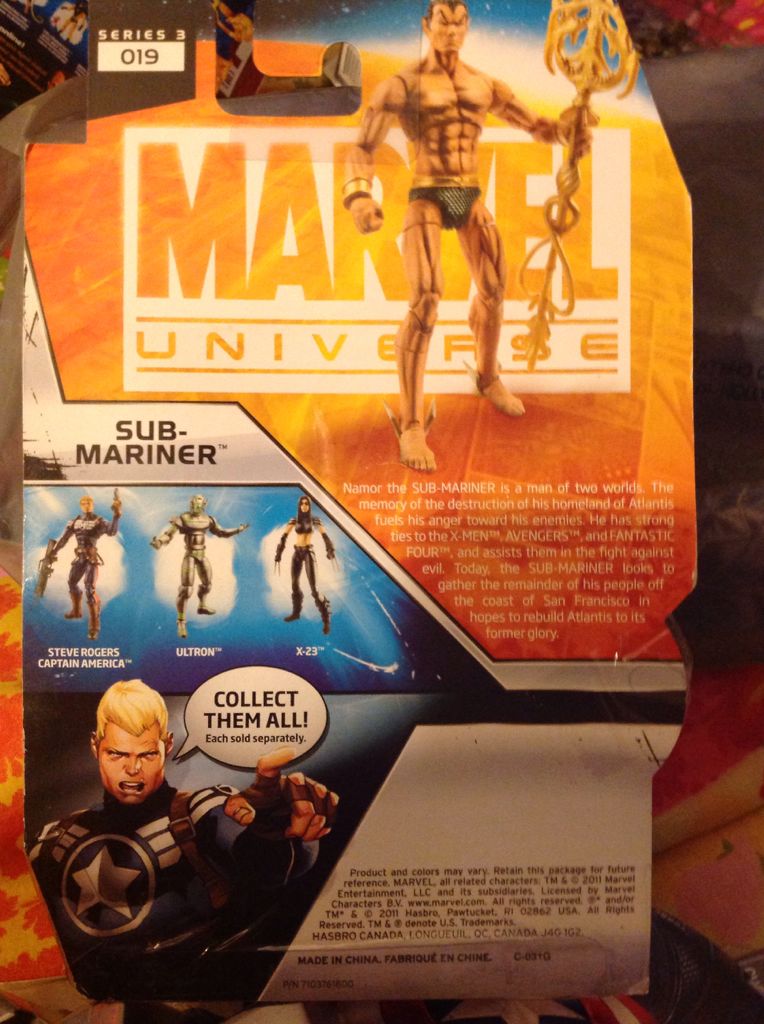 SERIES 3
019
MARVEL
UNIVERSE
SUB-
MARINER™
Namor the SUB-MARINER is a man of two worlds. The
memory of the destruction of his homeland of Atlantis
fuels his anger toward his enemies. He has strong
ties to the X-MEN™, AVENGERS™, and FANTASTIC
FOUR™, and assists them in the fight against
evil. Today, the SUB-MARINER looks to
gather the remainder of his people off
the coast of San Francisco in
hopes to rebuild Atlantis to its
former glory.
STEVE ROGERS
CAPTAIN AMERICA™
ULTRON™
X-23™
COLLECT
THEM ALL!
Each sold separately.
Product and colors may vary. Retain this package for future
reference. MARVEL, all related characters: TM & © 2011 Marvel
Entertainment, LLC and its subsidiaries. Licensed by Marvel
Characters B.V. www.marvel.com. All rights reserved. ®* and/or
TM* & © 2011 Hasbro, Pawtucket, RI 02862 USA. All Rights
Reserved. TM & ® denote U.S. Trademarks.
HASBRO CANADA, LONGUEUIL, QC, CANADA J4G 1G2.
MADE IN CHINA. FABRIQUÉ EN CHINE. C-031G
P/N 7103761600